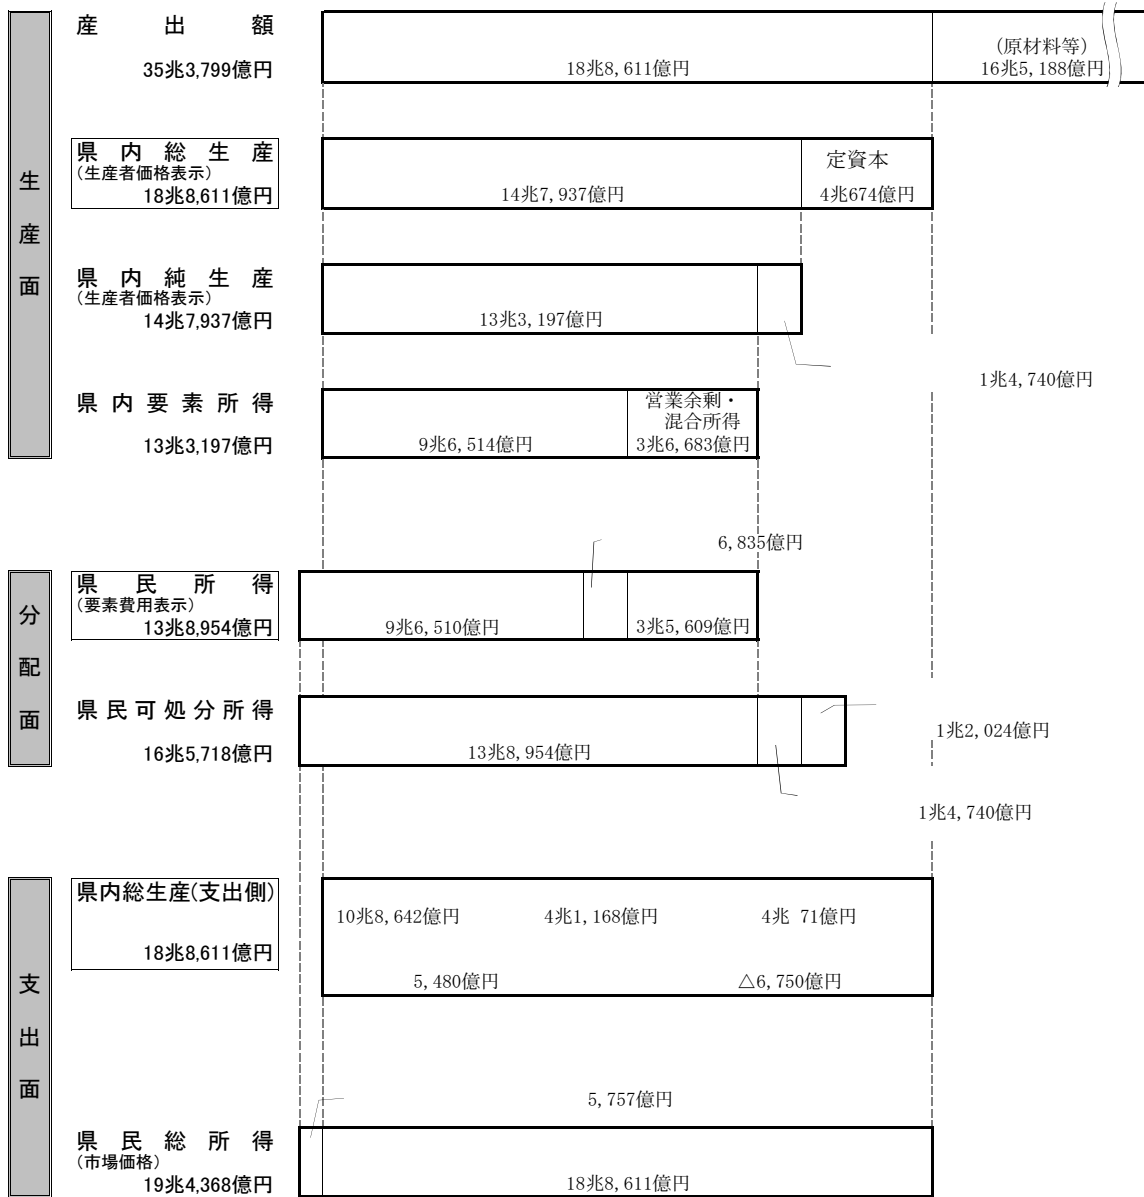 産出額
35兆3,799億円
18兆8,611億円
(原材料等)
16兆5,188億円
生産面
県内総生産
(生産者価格表示)
18兆8,611億円
14兆7,937億円
定資本
4兆674億円
県内純生産
(生産者価格表示)
14兆7,937億円
13兆3,197億円
1兆4,740億円
県内要素所得
13兆3,197億円
9兆6,514億円
営業余剰・
混合所得
3兆6,683億円
6,835億円
分配面
県民所得
(要素費用表示)
13兆8,954億円
9兆6,510億円
3兆5,609億円
県民可処分所得
16兆5,718億円
13兆8,954億円
1兆2,024億円
1兆4,740億円
支出面
県内総生産(支出側)
18兆8,611億円
10兆8,642億円 4兆1,168億円 4兆 71億円
5,480億円 △6,750億円
5,757億円
県民総所得
(市場価格)
19兆4,368億円
18兆8,611億円